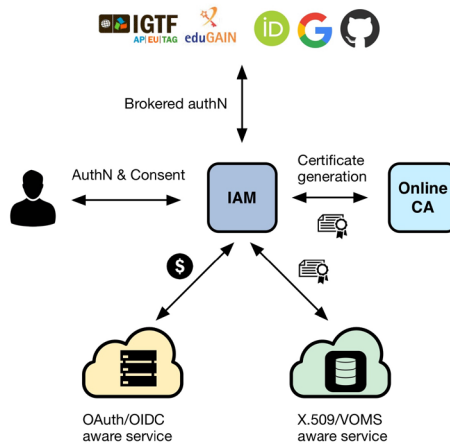 IGTF
AP|EU|TAG
eduGAIN
iD
G
Brokered authN
AuthN & Consent
IAM
Certificate
generation
Online
CA
$
OAuth/OIDC
aware service
X.509/VOMS
aware service